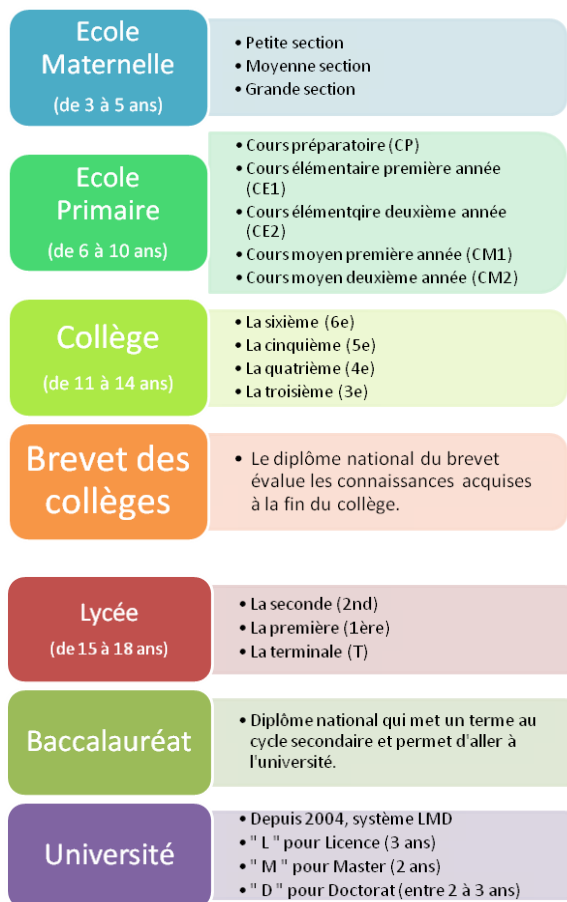 Ecole
Maternelle
(de 3 à 5 ans)
• Petite section
• Moyenne section
• Grande section
Ecole
Primaire
(de 6 à 10 ans)
• Cours préparatoire (CP)
• Cours élémentaire première année
(CE1)
• Cours élémentqire deuxième année
(CE2)
• Cours moyen première année (CM1)
• Cours moyen deuxième année (CM2)
Collège
(de 11 à 14 ans)
• La sixième (6e)
• La cinquième (5e)
• La quatrième (4e)
• La troisième (3e)
Brevet des
collèges
• Le diplôme national du brevet
évalue les connaissances acquises
à la fin du collège.
Lycée
(de 15 à 18 ans)
• La seconde (2nd)
• La première (1ère)
• La terminale (T)
Baccalauréat
• Diplôme national qui met un terme au
cycle secondaire et permet d'aller à
l'université.
Université
• Depuis 2004, système LMD
• " L " pour Licence (3 ans)
• " M " pour Master (2 ans)
• " D " pour Doctorat (entre 2 à 3 ans)